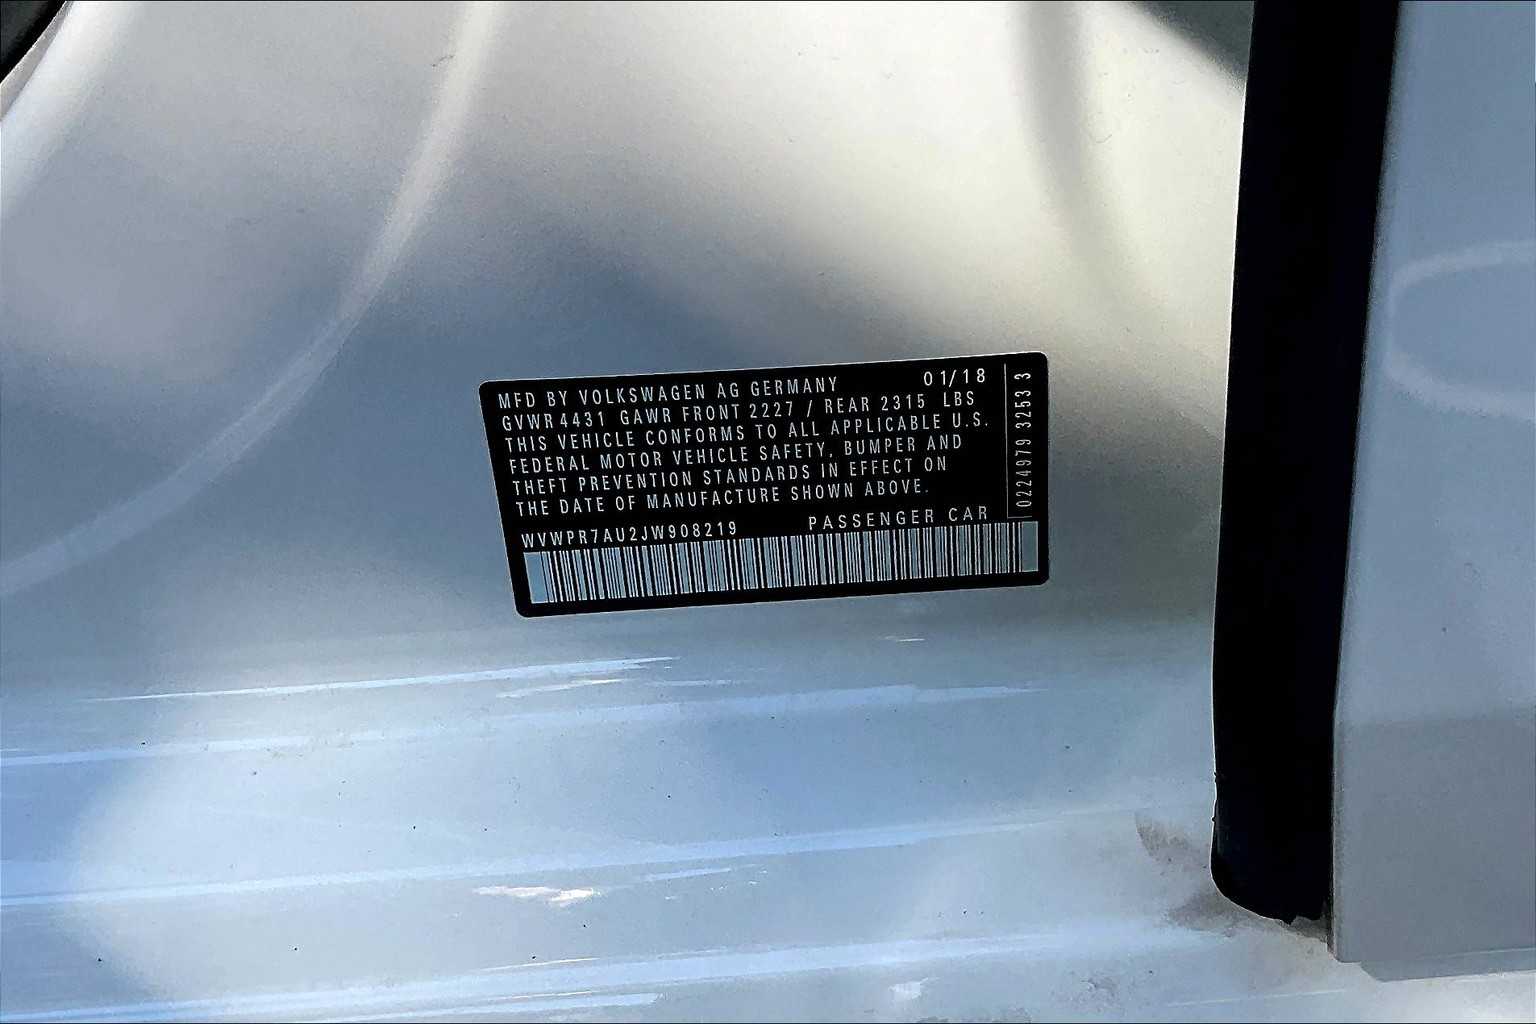 MFD BY VOLKSWAGEN AG GERMANY 01/18
GVWR 4431 GAWR FRONT 2227 / REAR 2315 LBS
THIS VEHICLE CONFORMS TO ALL APPLICABLE U.S.
FEDERAL MOTOR VEHICLE SAFETY, BUMPER AND
THEFT PREVENTION STANDARDS IN EFFECT ON
THE DATE OF MANUFACTURE SHOWN ABOVE.
WVWPR7AU2JW908219 PASSENGER CAR
0224979 32533